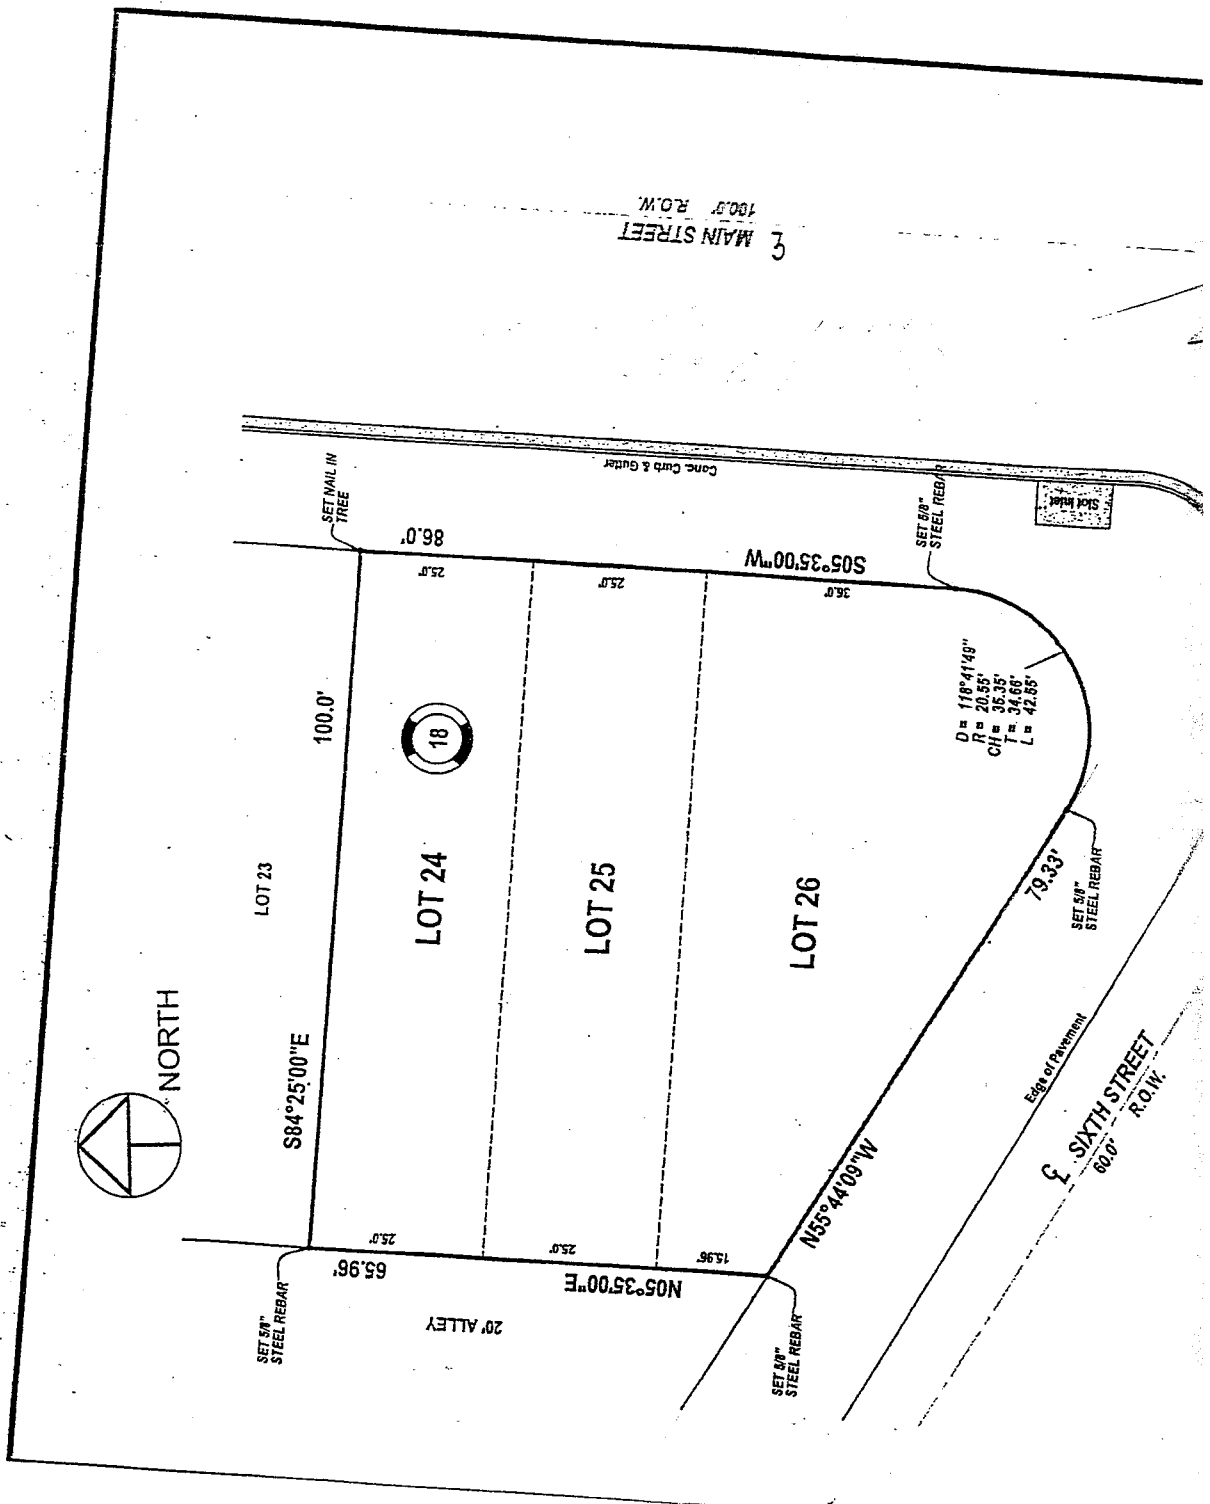 NORTH
LOT 23
S84°25'00"E
100.0'
SET NAIL IN
TREE
SET 5/8"
STEEL REBAR
65.96'
25.0'
25.0'
15.96'
N05°35'00"E
20' ALLEY
LOT 24
18
LOT 25
LOT 26
86.0'
25.0'
25.0'
36.0'
S05°35'00"W
Conc. Curb & Gutter
SET 5/8"
STEEL REBAR
Slot Inlet
MAIN STREET
100.0' R.O.W.
D = 118°41'49"
R = 20.55'
CH = 35.35'
T = 34.66'
L = 42.55'
79.33'
SET 5/8"
STEEL REBAR
N55°44'09"W
SET 5/8"
STEEL REBAR
Edge of Pavement
SIXTH STREET
60.0' R.O.W.